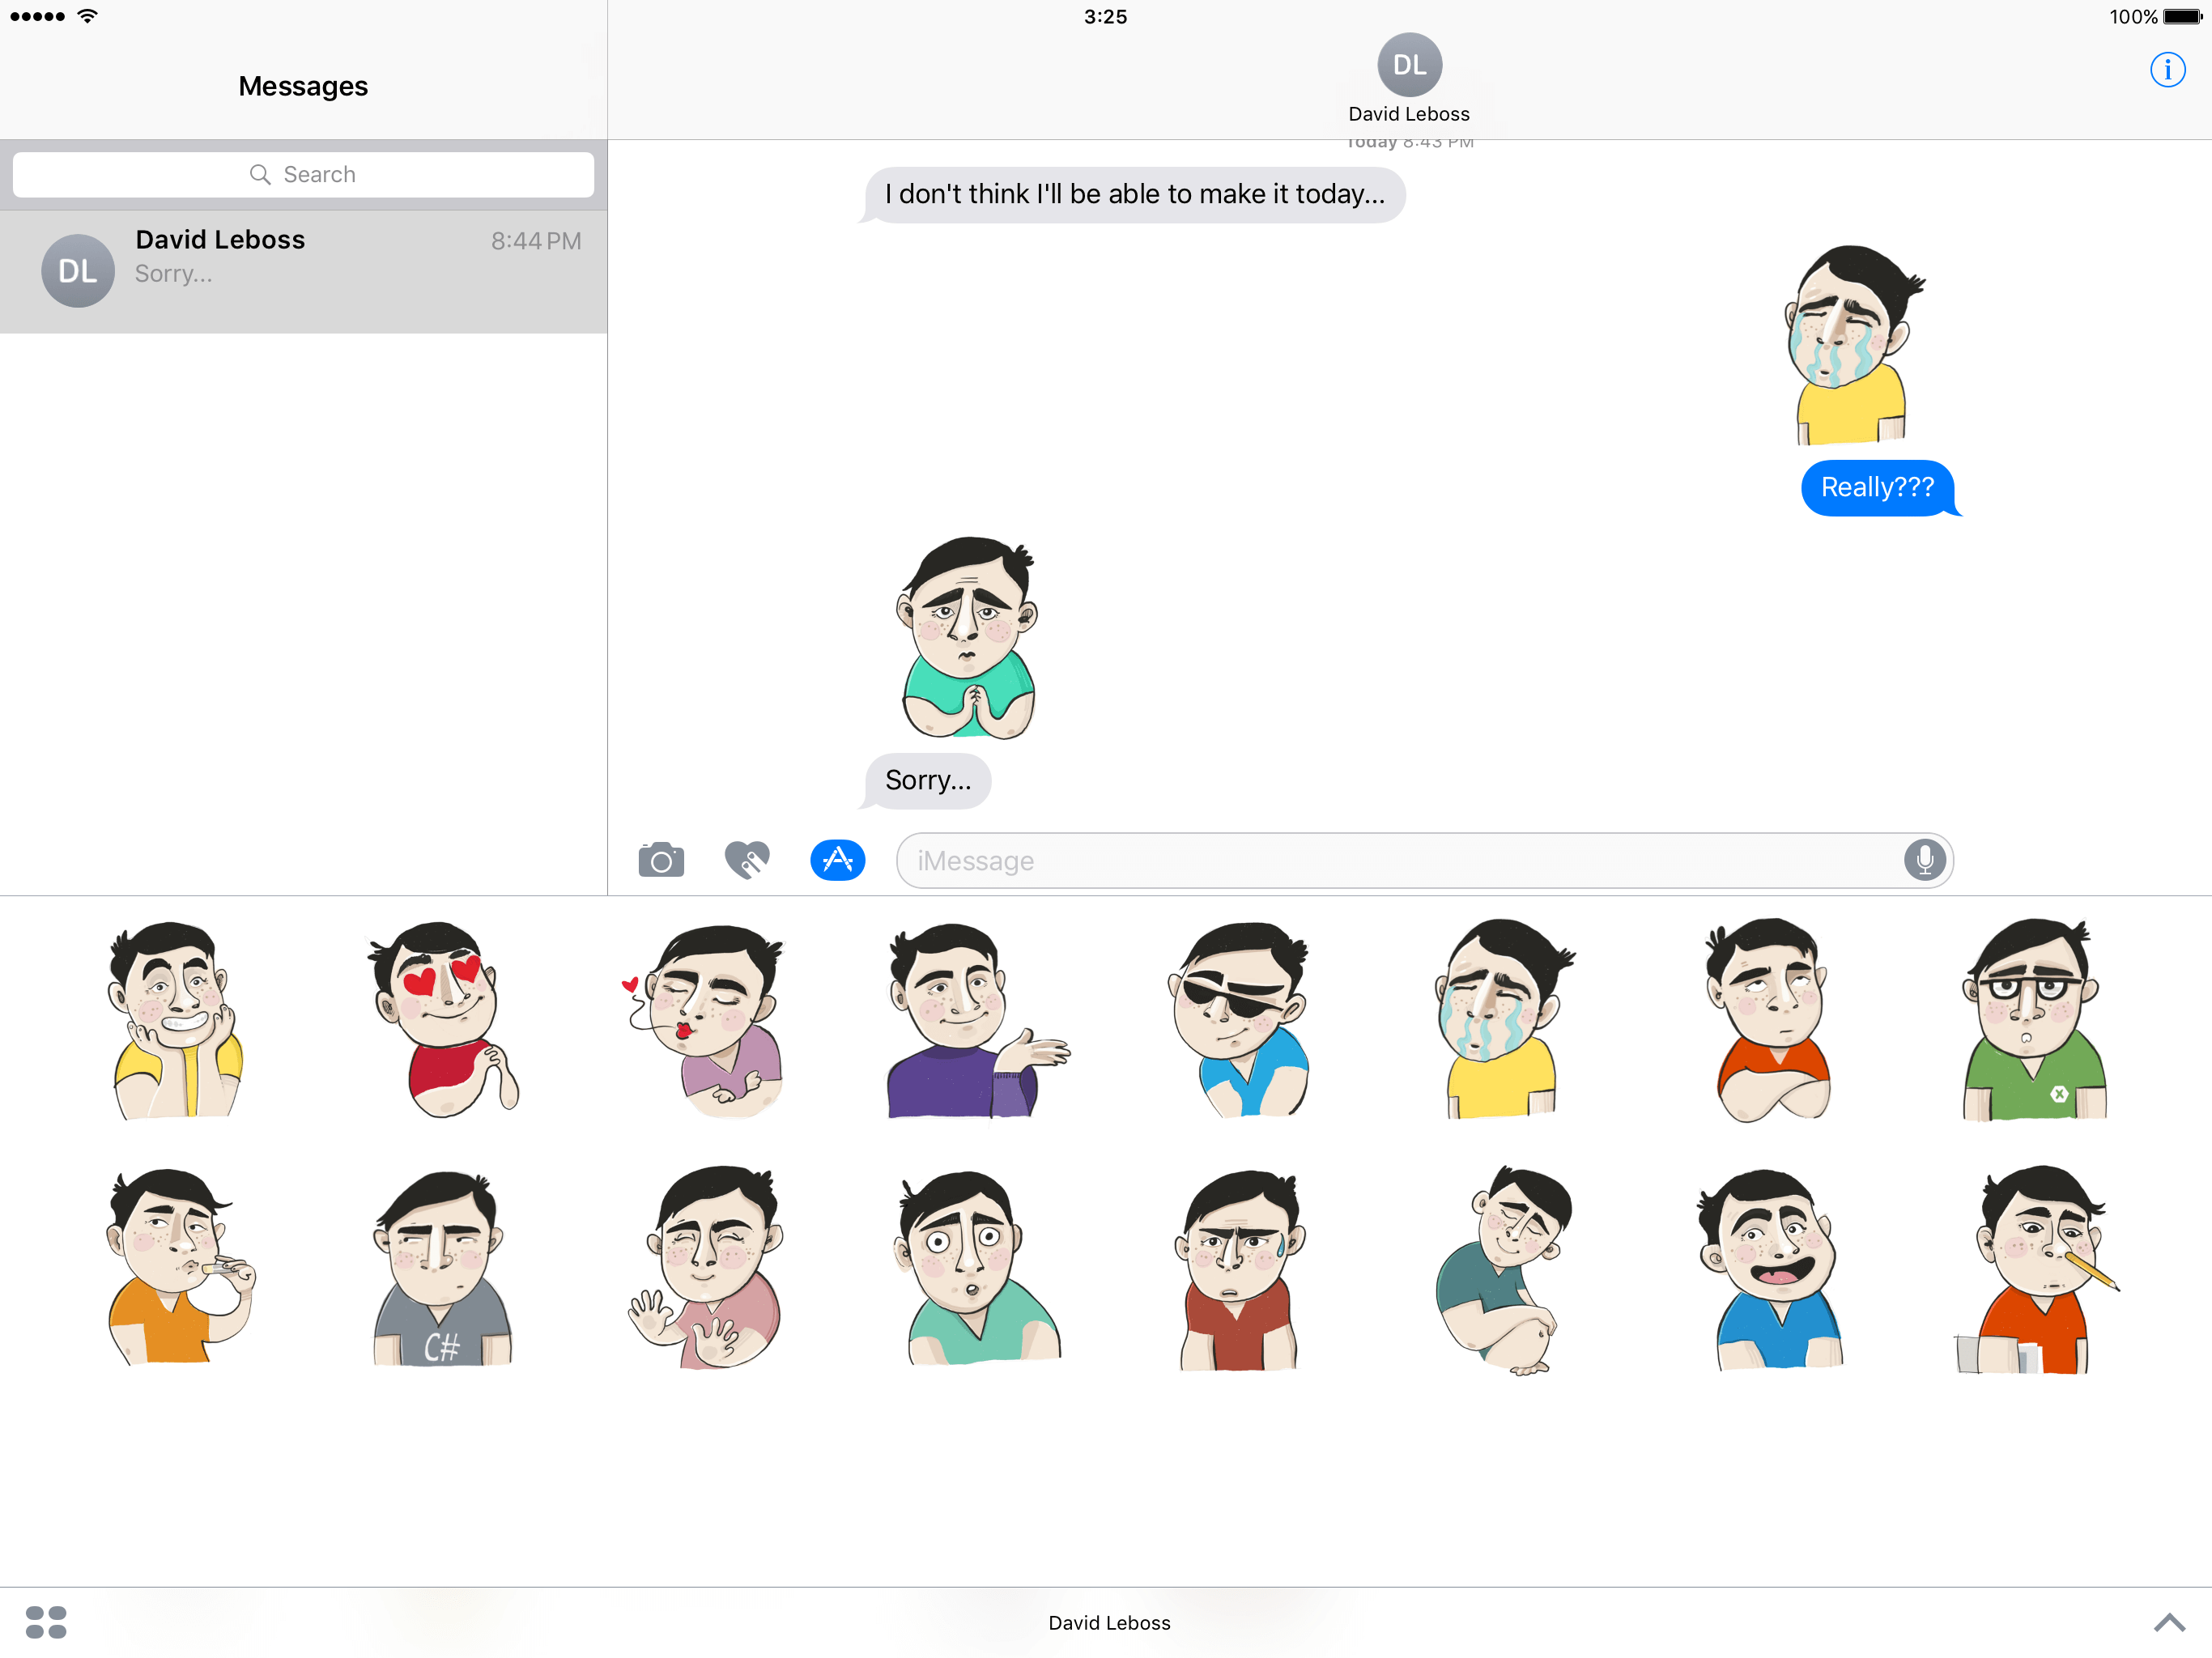 3:25
100%
Messages
DL
David Leboss
Search
David Leboss
8:44 PM
DL
Sorry...
Today 8:43 PM
I don't think I'll be able to make it today...
Really???
Sorry...
iMessage
C#
David Leboss